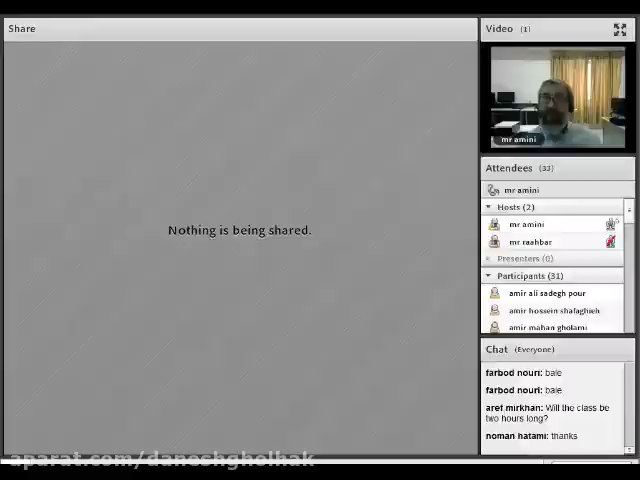 Share
Nothing is being shared.
Video (1)
mr amini
Attendees (33)
mr amini
Hosts (2)
mr amini
mr raahbar
Presenters (0)
Participants (31)
amir ali sadegh pour
amir hossein shafaghieh
amir mahan gholami
Chat (Everyone)
farbod nouri: bale
farbod nouri: bale
aref mirkhan: Will the class be
two hours long?
noman hatami: thanks
aparat.com/daneshgholhak